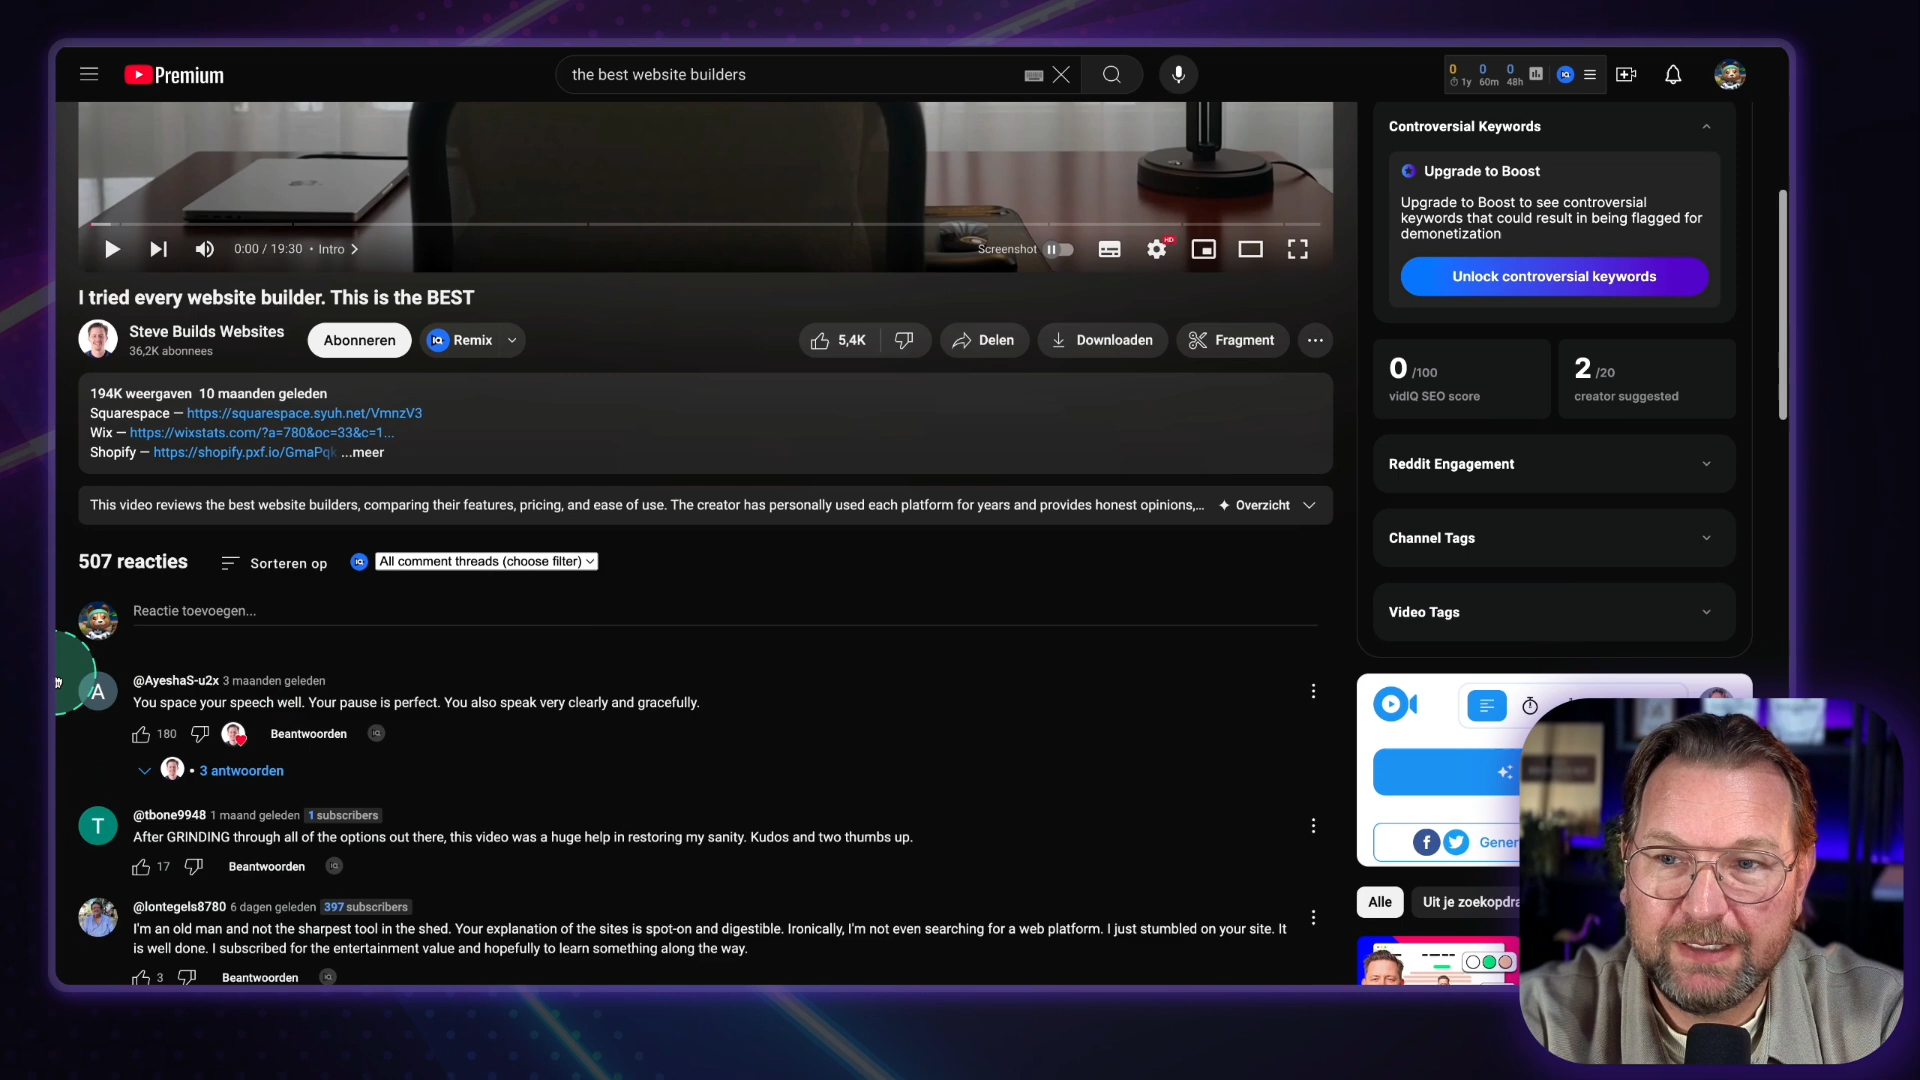 Premium
the best website builders
0 0 0
1y 60m 48h
0:00 / 19:30 • Intro
Screenshot
HD
I tried every website builder. This is the BEST
Steve Builds Websites
36,2K abonnees
Abonneren
Remix
5,4K
Delen
Downloaden
Fragment
194K weergaven 10 maanden geleden
Squarespace — https://squarespace.syuh.net/VmnzV3
Wix — https://wixstats.com/?a=780&oc=33&c=1...
Shopify — https://shopify.pxf.io/GmaPqk ...meer
This video reviews the best website builders, comparing their features, pricing, and ease of use. The creator has personally used each platform for years and provides honest opinions,... Overzicht
507 reacties
Sorteren op
All comment threads (choose filter)
Reactie toevoegen...
A
@AyeshaS-u2x 3 maanden geleden
You space your speech well. Your pause is perfect. You also speak very clearly and gracefully.
180 Beantwoorden
• 3 antwoorden
T
@tbone9948 1 maand geleden 1 subscribers
After GRINDING through all of the options out there, this video was a huge help in restoring my sanity. Kudos and two thumbs up.
17 Beantwoorden
@lontegels8780 6 dagen geleden 397 subscribers
I'm an old man and not the sharpest tool in the shed. Your explanation of the sites is spot-on and digestible. Ironically, I'm not even searching for a web platform. I just stumbled on your site. It
is well done. I subscribed for the entertainment value and hopefully to learn something along the way.
3 Beantwoorden
Controversial Keywords
Upgrade to Boost
Upgrade to Boost to see controversial
keywords that could result in being flagged for
demonetization
Unlock controversial keywords
0 /100
vidIQ SEO score
2 /20
creator suggested
Reddit Engagement
Channel Tags
Video Tags
Gener
Alle
Uit je zoekopdra